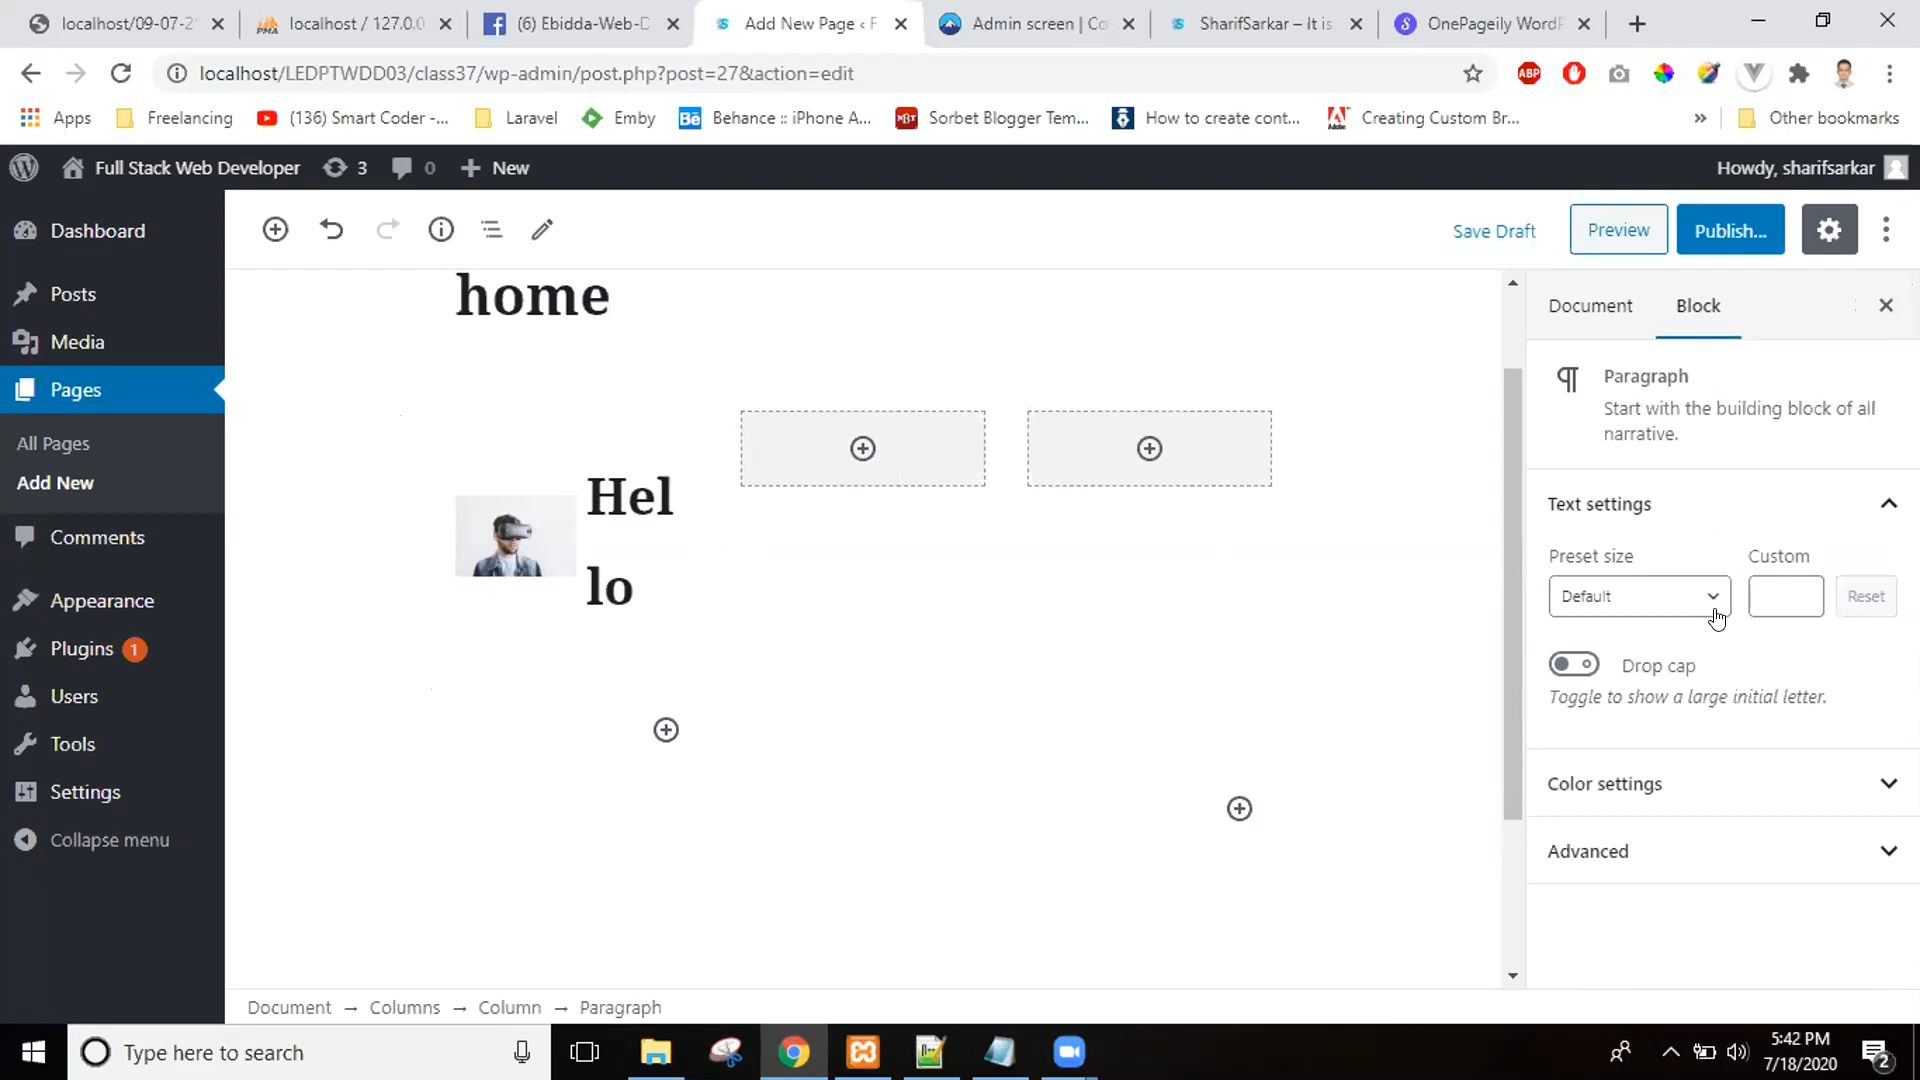 localhost/09-07-2
localhost / 127.0.0
(6) Ebidda-Web-D
Add New Page ‹ F
Admin screen | Co
SharifSarkar – It is
OnePageily WordP
localhost/LEDPTWDD03/class37/wp-admin/post.php?post=27&action=edit
ABP
Apps
Freelancing
(136) Smart Coder -...
Laravel
Emby
Behance :: iPhone A...
Sorbet Blogger Tem...
How to create cont...
Creating Custom Br...
»
Other bookmarks
Full Stack Web Developer
3
0
New
Howdy, sharifsarkar
Dashboard
Posts
Media
Pages
All Pages
Add New
Comments
Appearance
Plugins 1
Users
Tools
Settings
Collapse menu
Save Draft
Preview
Publish...
home
Hel
lo
Document
Block
Paragraph
Start with the building block of all
narrative.
Text settings
Preset size
Custom
Default
Reset
Drop cap
Toggle to show a large initial letter.
Color settings
Advanced
Document → Columns → Column → Paragraph
Type here to search
5:42 PM
7/18/2020
2